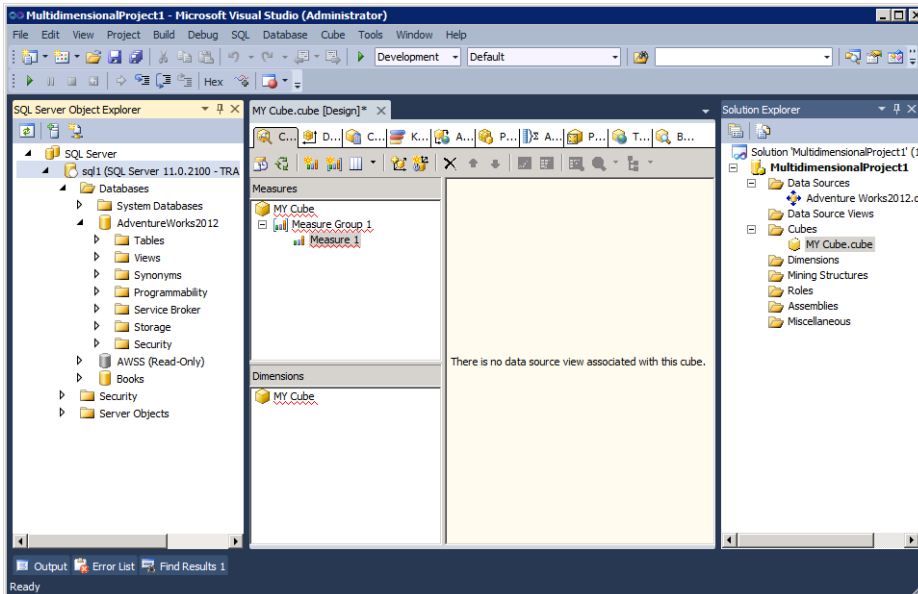 MultidimensionalProject1 - Microsoft Visual Studio (Administrator)
File Edit View Project Build Debug SQL Database Cube Tools Window Help
Development Default
Hex
SQL Server Object Explorer
SQL Server
sql1 (SQL Server 11.0.2100 - TRA
Databases
System Databases
AdventureWorks2012
Tables
Views
Synonyms
Programmability
Service Broker
Storage
Security
AWSS (Read-Only)
Books
Security
Server Objects
MY Cube.cube [Design]*
C... D... C... K... A... P... A... P... T... B...
Measures
MY Cube
Measure Group 1
Measure 1
Dimensions
MY Cube
There is no data source view associated with this cube.
Solution Explorer
Solution 'MultidimensionalProject1' (1
MultidimensionalProject1
Data Sources
Adventure Works2012.d
Data Source Views
Cubes
MY Cube.cube
Dimensions
Mining Structures
Roles
Assemblies
Miscellaneous
Output Error List Find Results 1
Ready